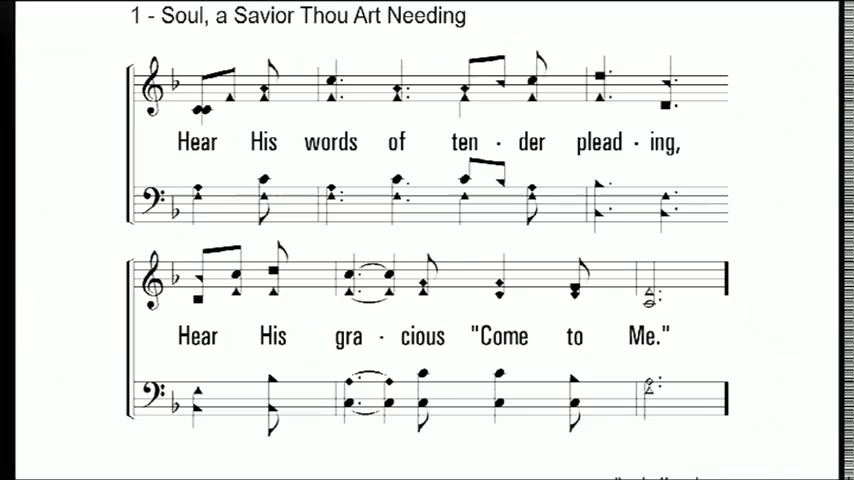 1 - Soul, a Savior Thou Art Needing
Hear His words of ten - der plead - ing,
Hear His gra - cious "Come to Me."